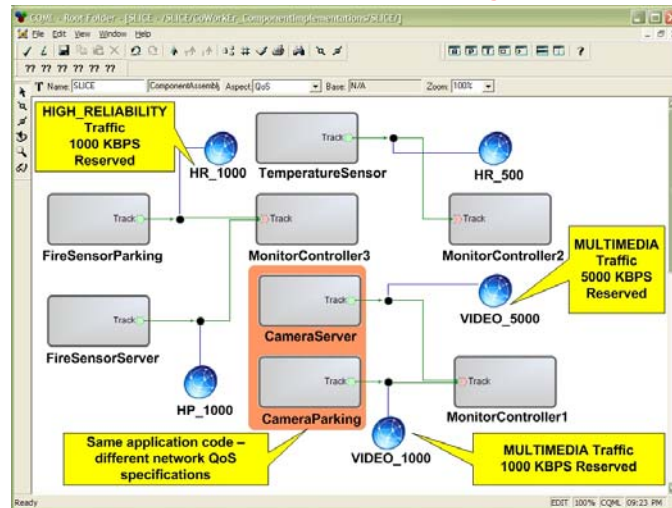 CQML - Root Folder - [SLICE - /SLICE/CoWorkEr_ComponentImplementations/SLICE/]
File Edit View Window Help
?? ?? ?? ?? ?? ??
Name: SLICE [ComponentAssembly Aspect: QoS Base: N/A Zoom: 100%
HIGH_RELIABILITY
Traffic
1000 KBPS
Reserved
HR_1000
Track
TemperatureSensor
HR_500
Track
FireSensorParking
Track
MonitorController3
Track
MonitorController2
MULTIMEDIA
Traffic
5000 KBPS
Reserved
Track
CameraServer
VIDEO_5000
Track
FireSensorServer
HP_1000
Track
CameraParking
Track
MonitorController1
VIDEO_1000
Same application code –
different network QoS
specifications
MULTIMEDIA Traffic
1000 KBPS Reserved
Ready
EDIT 100% CQML 09:23 PM